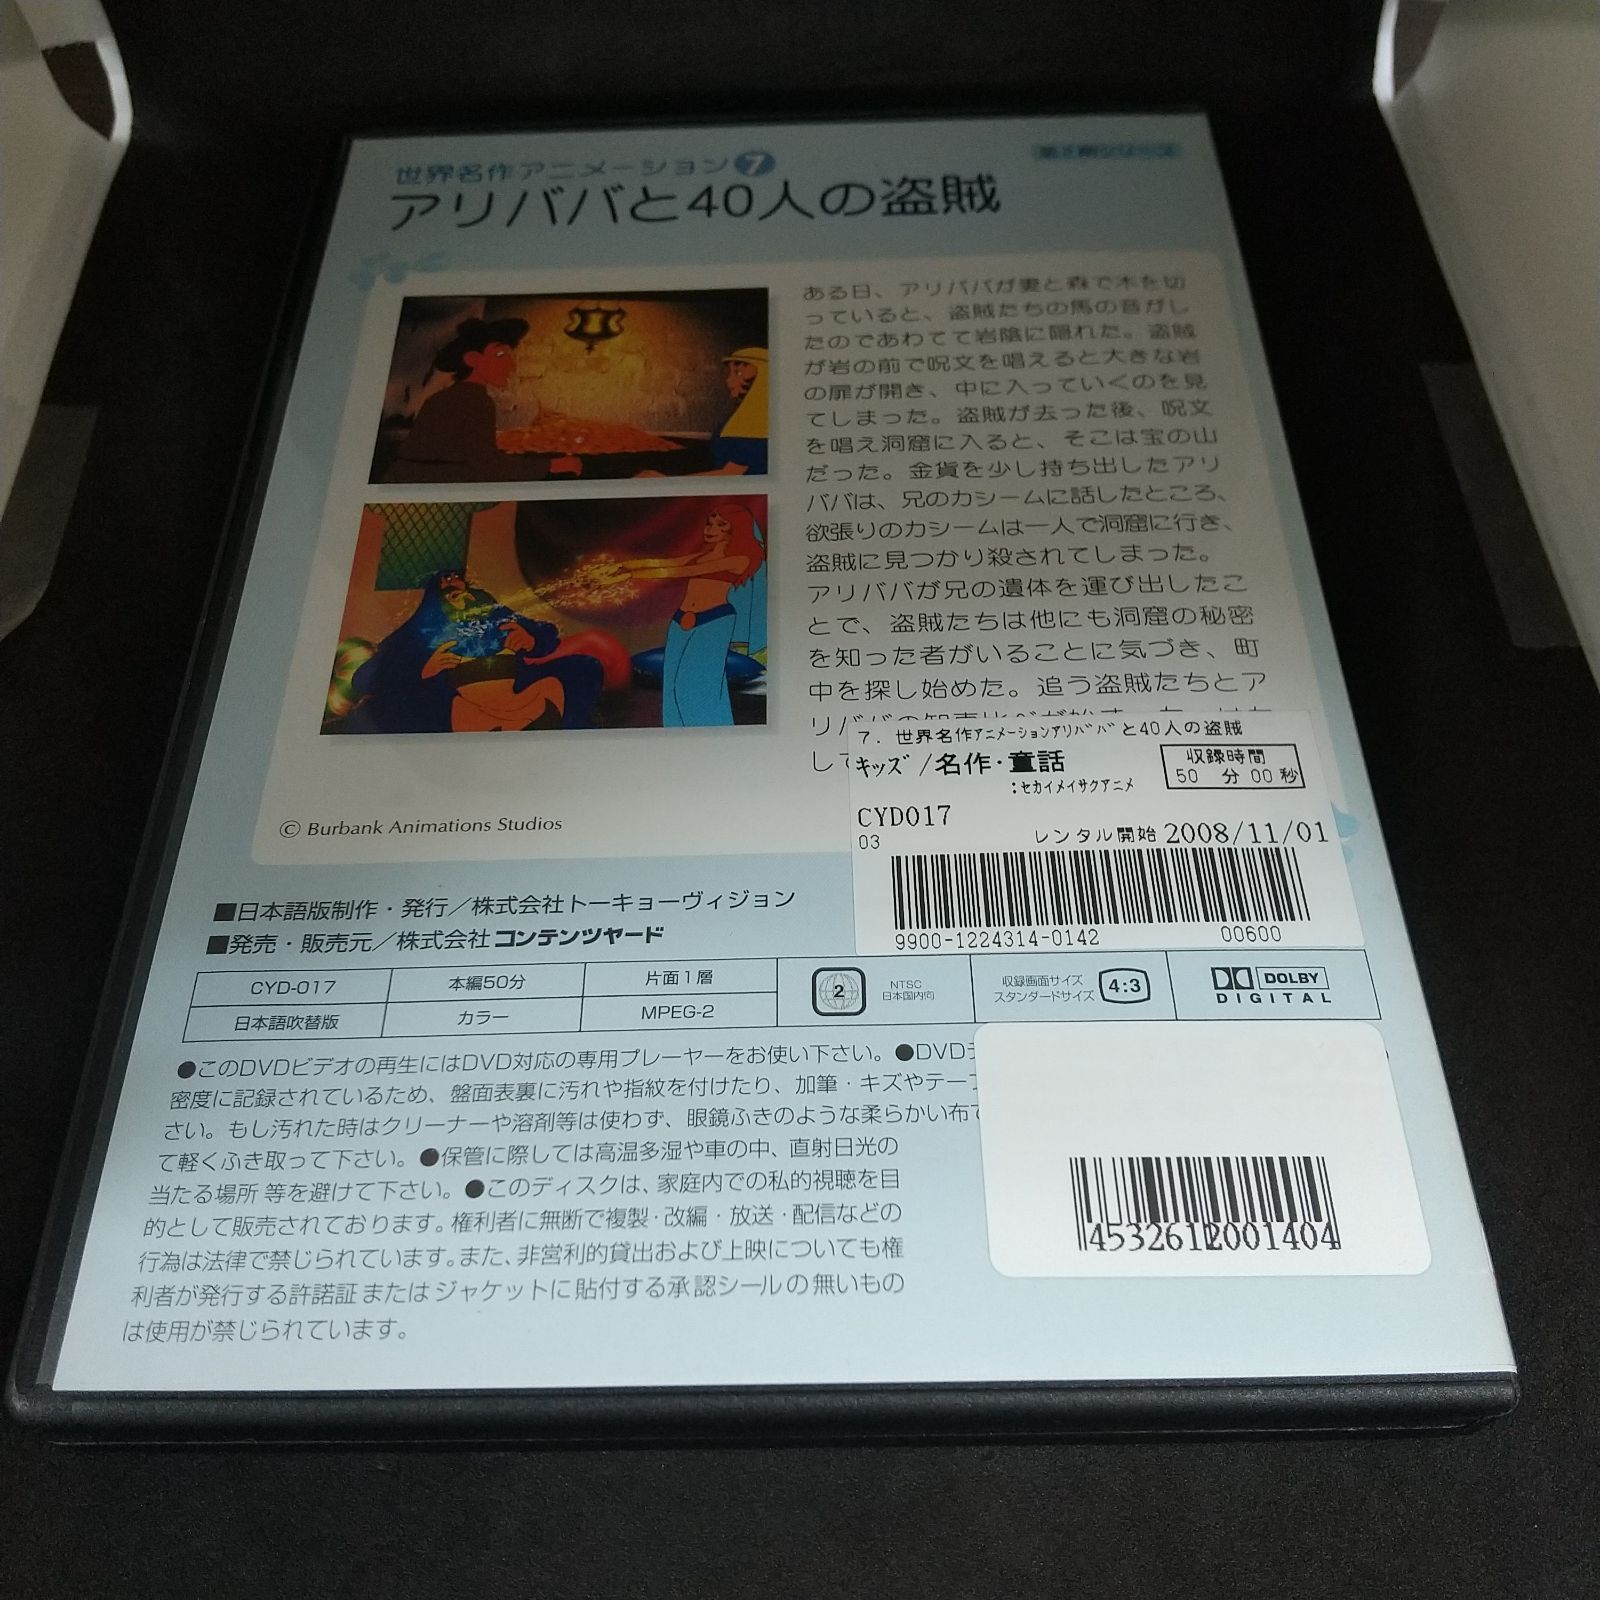 世界名作アニメーション7
アリババと40人の盗賊
ある日、アリババが妻と森で木を切
っていると、盗賊たちの馬の音がし
たのであわてて岩陰に隠れた。盗賊
が岩の前で呪文を唱えると大きな岩
の扉が開き、中に入っていくのを見
てしまった。盗賊が去った後、呪文
を唱え洞窟に入ると、そこは宝の山
だった。金貨を少し持ち出したアリ
ババは、兄のカシームに話したところ、
欲張りのカシームは一人で洞窟に行き、
盗賊に見つかり殺されてしまった。
アリババが兄の遺体を運び出したこ
とで、盗賊たちは他にも洞窟の秘密
を知った者がいることに気づき、町
中を探し始めた。追う盗賊たちとア
して
© Burbank Animations Studios
7. 世界名作アニメーションアリババと40人の盗賊
キッズ/名作・童話
:セカイメイサクアニメ
収録時間
50 分 00 秒
CYD017
03
レンタル開始 2008/11/01
9900-1224314-0142 00600
■日本語版制作・発行／株式会社トーキョーヴィジョン
■発売・販売元／株式会社コンテンツヤード
CYD-017 本編50分 片面1層
日本語吹替版 カラー MPEG-2
2
NTSC
日本国内向
収録画面サイズ
スタンダードサイズ
4:3
DOLBY
DIGITAL
●このDVDビデオの再生にはDVD対応の専用プレーヤーをお使い下さい。●DVD
密度に記録されているため、盤面表裏に汚れや指紋を付けたり、加筆・キズやテー
さい。もし汚れた時はクリーナーや溶剤等は使わず、眼鏡ふきのような柔らかい布
て軽くふき取って下さい。●保管に際しては高温多湿や車の中、直射日光の
当たる場所 等を避けて下さい。●このディスクは、家庭内での私的視聴を目
的として販売されております。権利者に無断で複製・改編・放送・配信などの
行為は法律で禁じられています。また、非営利的貸出および上映についても権
利者が発行する許諾証またはジャケットに貼付する承認シールの無いもの
は使用が禁じられています。
4532612001404